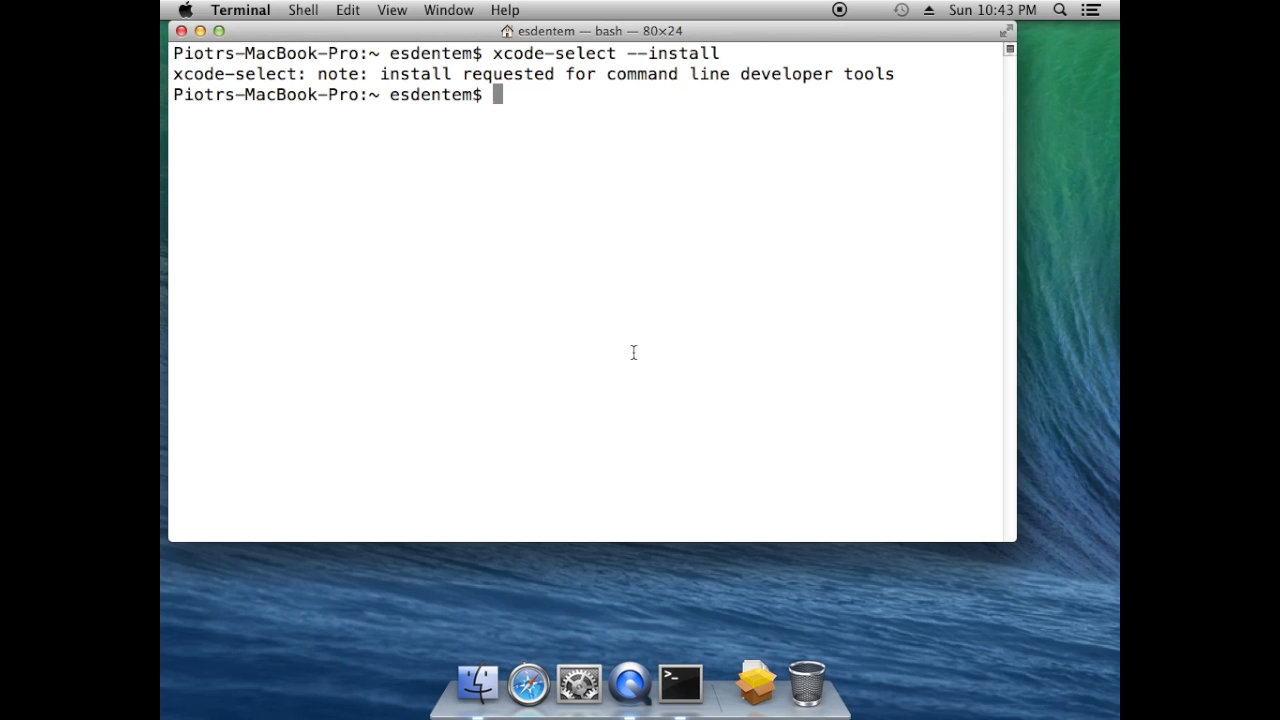 Terminal Shell Edit View Window Help Sun 10:43 PM
esdentem — bash — 80×24
Piotrs-MacBook-Pro:~ esdentem$ xcode-select --install
xcode-select: note: install requested for command line developer tools
Piotrs-MacBook-Pro:~ esdentem$